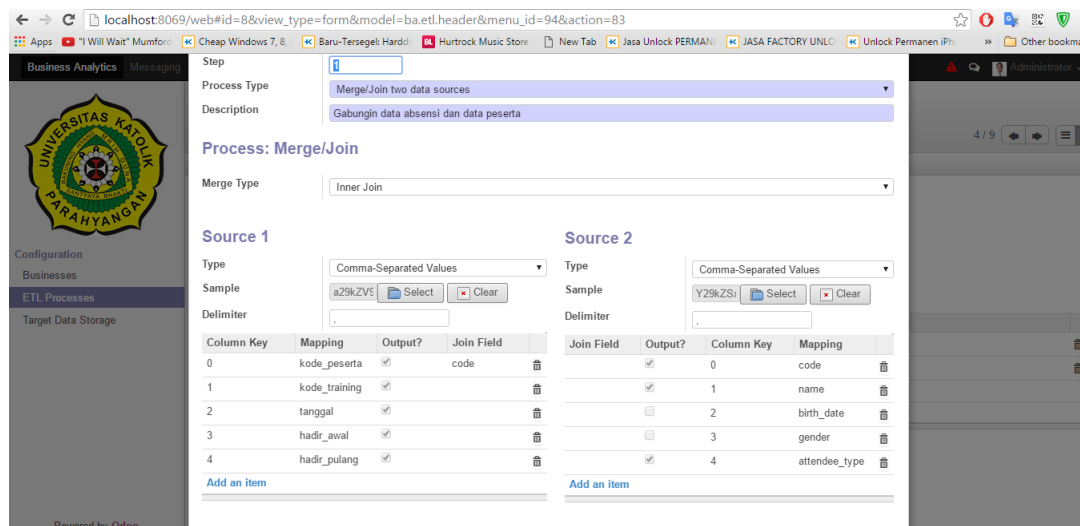 localhost:8069/web#id=8&view_type=form&model=ba.etl.header&menu_id=94&action=83
Apps "I Will Wait" Mumford Cheap Windows 7, 8, Baru-Tersegel: Harddi Hurtrock Music Store New Tab Jasa Unlock PERMAN JASA FACTORY UNLO Unlock Permanen iPh » Other bookma
Business Analytics Messaging Administrator
Step 1
Process Type Merge/Join two data sources
Description Gabungin data absensi dan data peserta
4 / 9
Process: Merge/Join
Merge Type Inner Join
UNIVERSITAS KATOLIK PARAHYANGAN
Configuration
Businesses
ETL Processes
Target Data Storage
Source 1
Type Comma-Separated Values
Sample a29kZV Select Clear
Delimiter ,
Column Key Mapping Output? Join Field
0 kode_peserta code
1 kode_training
2 tanggal
3 hadir_awal
4 hadir_pulang
Add an item
Source 2
Type Comma-Separated Values
Sample Y29kZS Select Clear
Delimiter ,
Join Field Output? Column Key Mapping
0 code
1 name
2 birth_date
3 gender
4 attendee_type
Add an item
Powered by Odoo